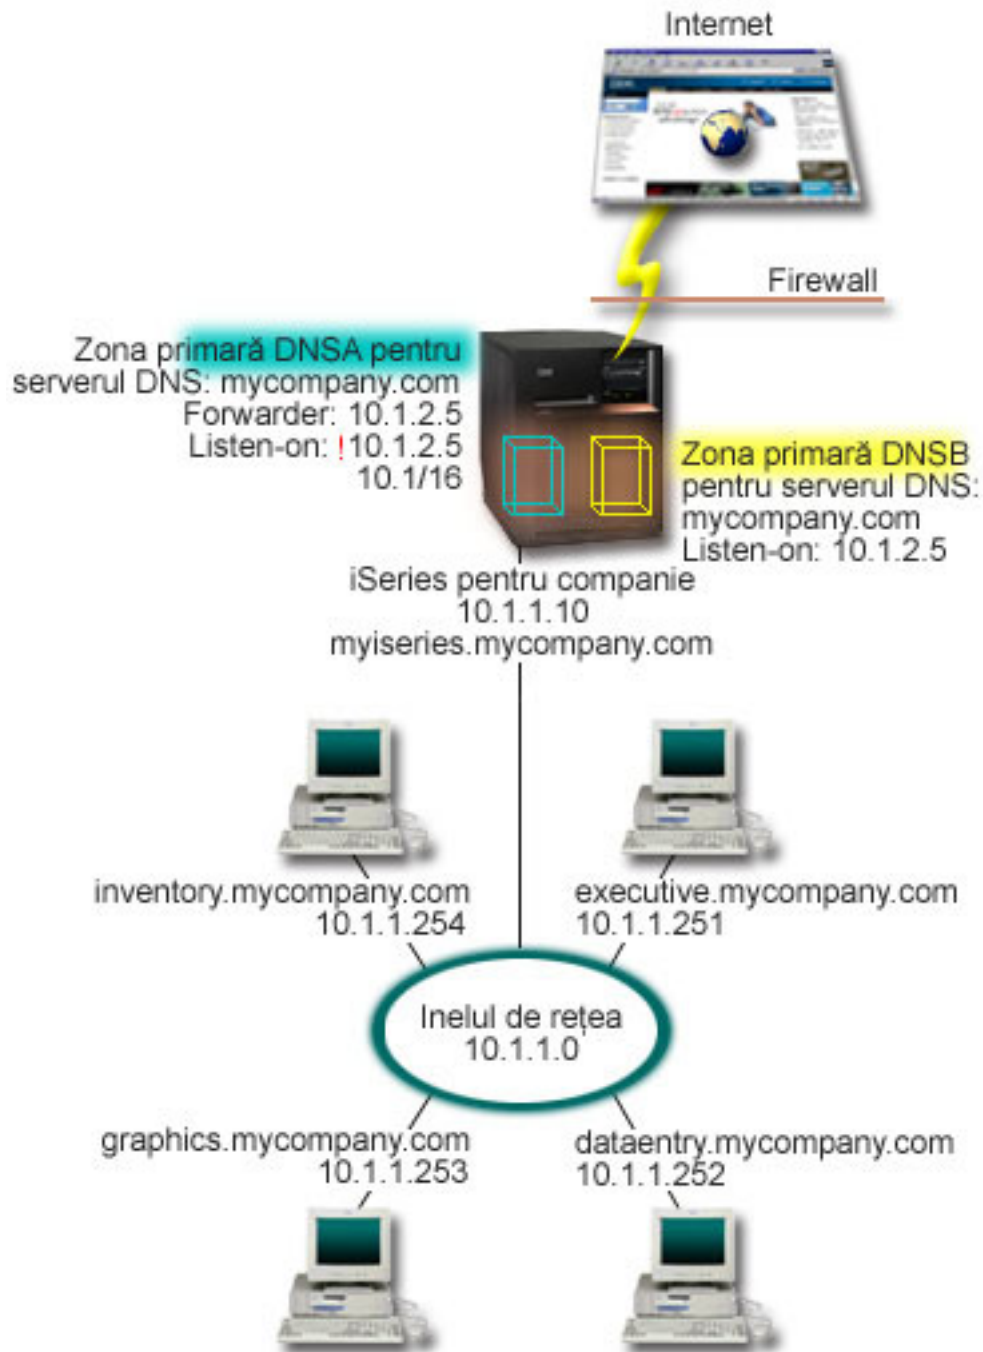 Internet
Firewall
Zona primară DNSA pentru
serverul DNS: mycompany.com
Forwarder: 10.1.2.5
Listen-on: !10.1.2.5
10.1/16
Zona primară DNSB
pentru serverul DNS:
mycompany.com
Listen-on: 10.1.2.5
iSeries pentru companie
10.1.1.10
myiseries.mycompany.com
inventory.mycompany.com
10.1.1.254
executive.mycompany.com
10.1.1.251
Inelul de rețea
10.1.1.0
graphics.mycompany.com
10.1.1.253
dataentry.mycompany.com
10.1.1.252